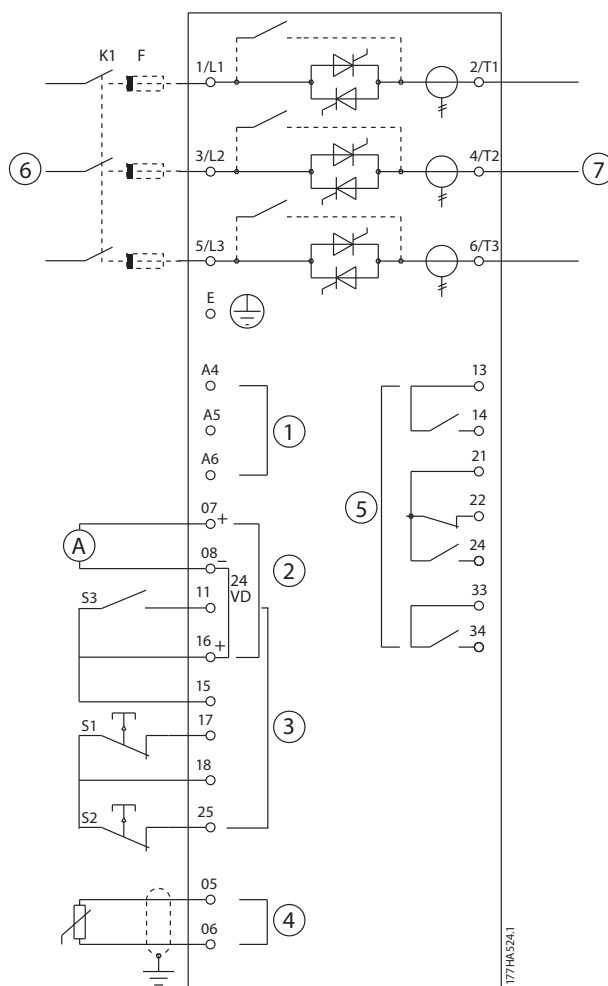 K1 F 1/L1 2/T1
6 3/L2 4/T2 7
5/L3 6/T3
E
A4 13
A5 1 14
A6 21
5 22
07 +
A 08 – 2 24
24
VD
S3 11 33
16 + 34
15
S1 17 3
18
S2 25
05
4
06
177HA524.1